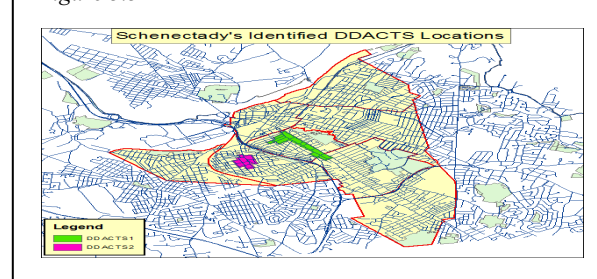 Schenectady's Identified DDACTS Locations
Legend
DDACTS1
DDACTS2